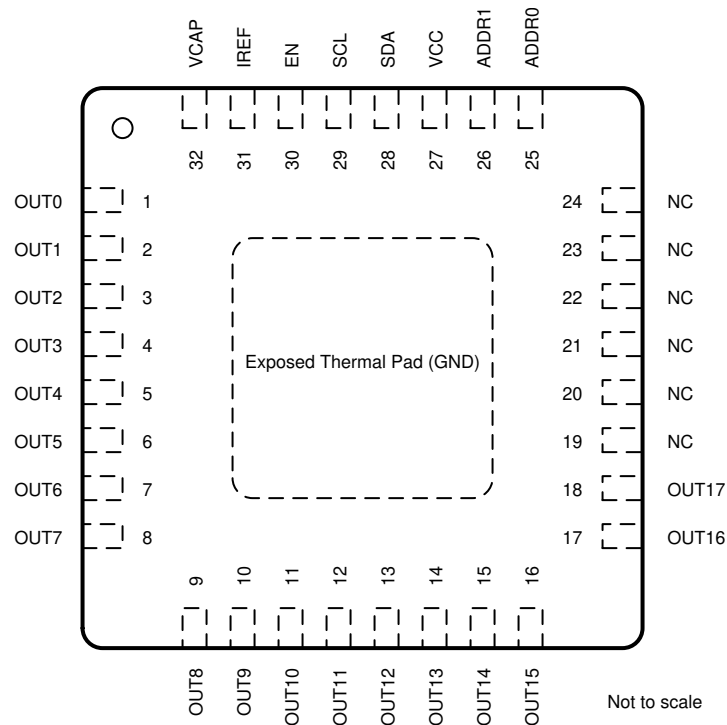 VCAP
IREF
EN
SCL
SDA
VCC
ADDR1
ADDR0
32
31
30
29
28
27
26
25
OUT0 1
OUT1 2
OUT2 3
OUT3 4
OUT4 5
OUT5 6
OUT6 7
OUT7 8
Exposed Thermal Pad (GND)
24 NC
23 NC
22 NC
21 NC
20 NC
19 NC
18 OUT17
17 OUT16
9
10
11
12
13
14
15
16
OUT8
OUT9
OUT10
OUT11
OUT12
OUT13
OUT14
OUT15
Not to scale